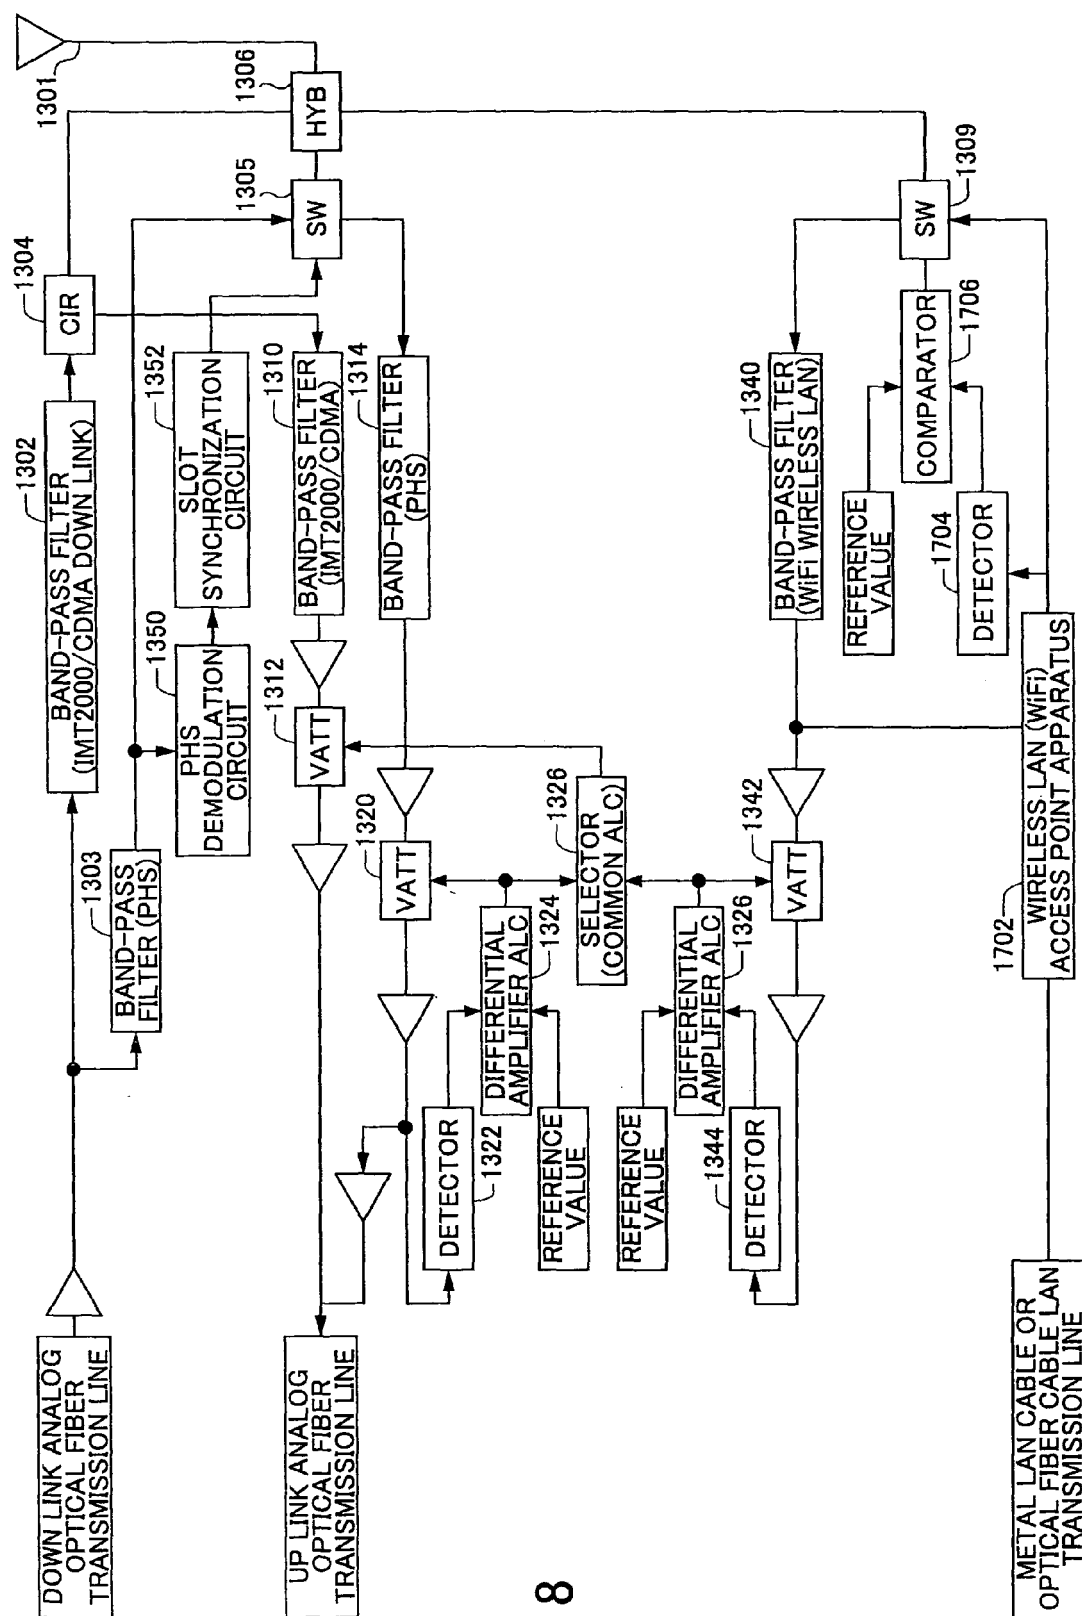 DOWN LINK ANALOG
OPTICAL FIBER
TRANSMISSION LINE
1303
BAND-PASS
FILTER (PHS)
1302
BAND-PASS FILTER
(IMT2000/CDMA DOWN LINK)
1304
CIR
1301
1350
PHS
DEMODULATION
CIRCUIT
1352
SLOT
SYNCHRONIZATION
CIRCUIT
1305
SW
1306
HYB
UP LINK ANALOG
OPTICAL FIBER
TRANSMISSION LINE
1312
VATT
1310
BAND-PASS FILTER
(IMT2000/CDMA)
1320
VATT
1314
BAND-PASS FILTER
(PHS)
DETECTOR
1322
DIFFERENTIAL
AMPLIFIER ALC
1324
REFERENCE
VALUE
1326
SELECTOR
(COMMON ALC)
REFERENCE
VALUE
DIFFERENTIAL
AMPLIFIER ALC
1326
1344
DETECTOR
1342
VATT
1340
BAND-PASS FILTER
(WiFi WIRELESS LAN)
REFERENCE
VALUE
COMPARATOR
1706
SW
1309
1704
DETECTOR
METAL LAN CABLE OR
OPTICAL FIBER CABLE LAN
TRANSMISSION LINE
1702
WIRELESS LAN (WiFi)
ACCESS POINT APPARATUS
8